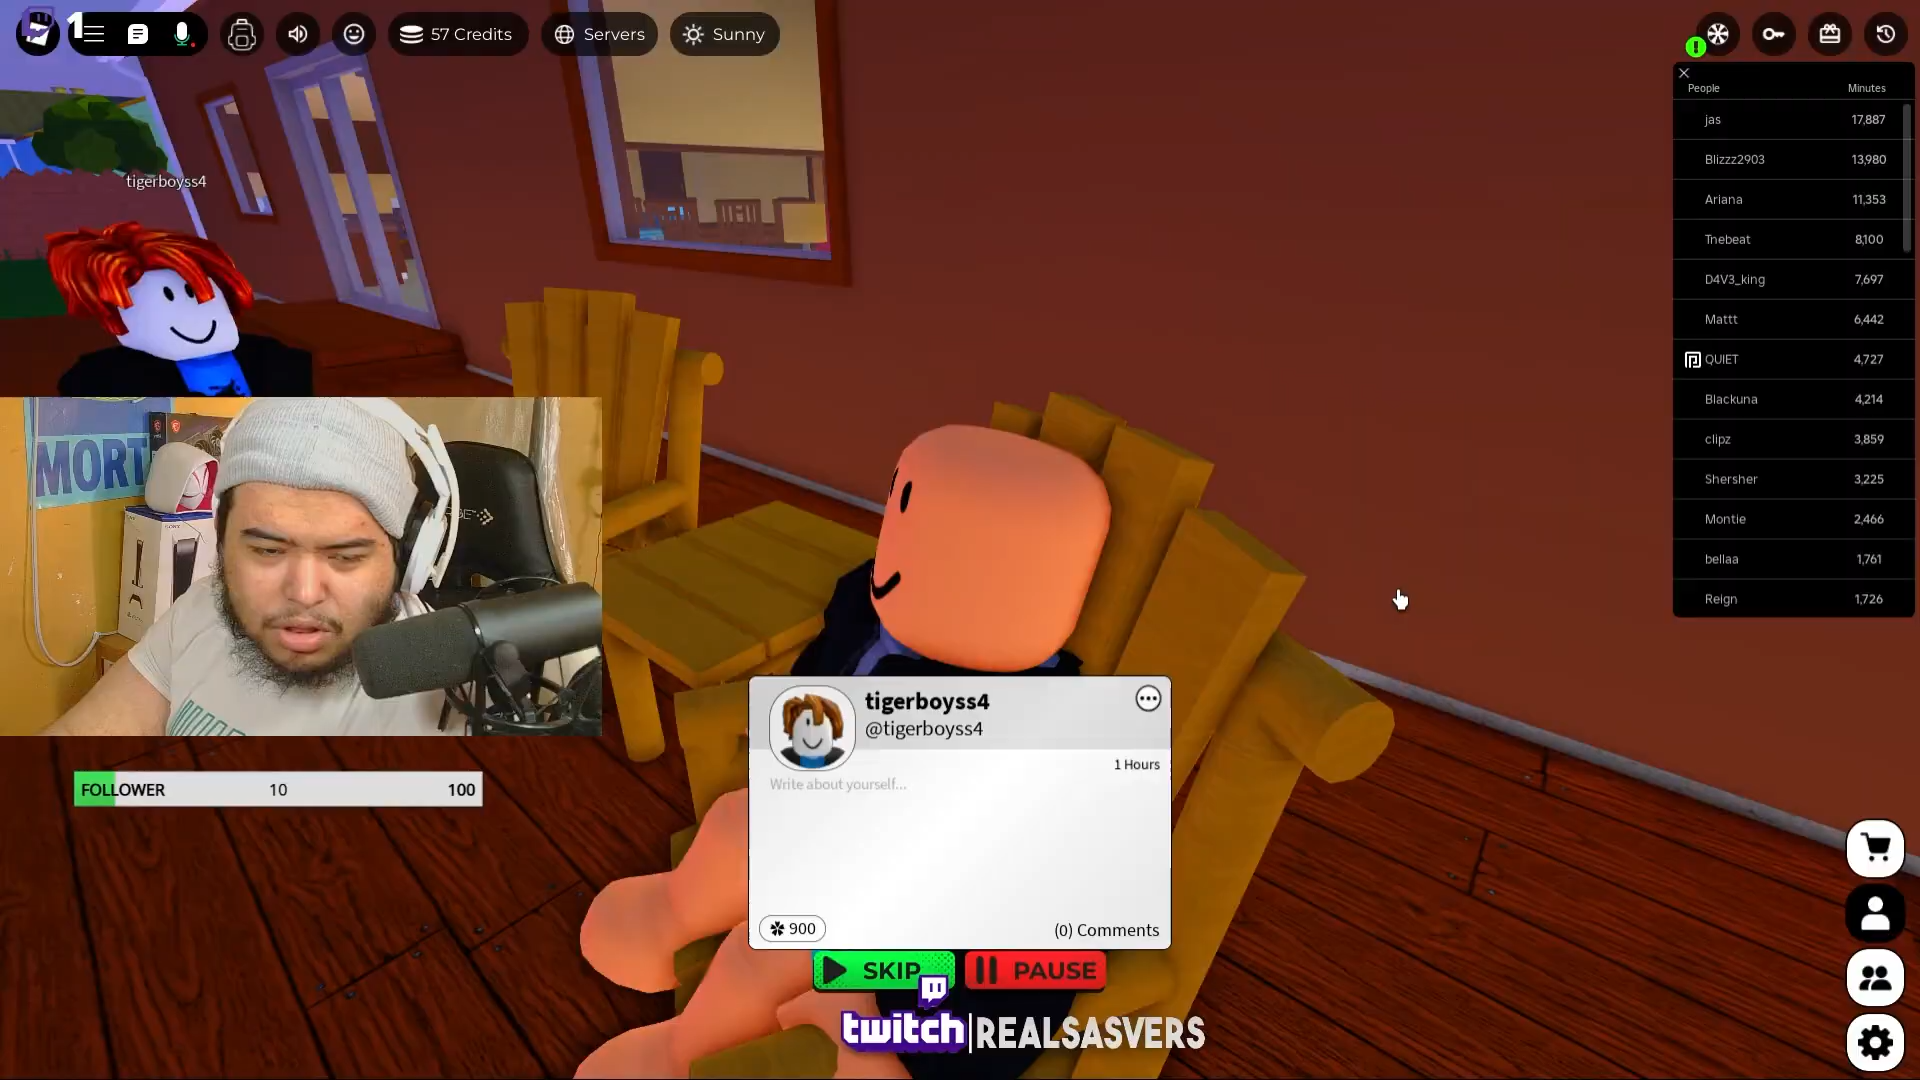 1
57 Credits
Servers
Sunny
People Minutes
jas 17,887
Blizzz2903 13,980
Ariana 11,353
Tnebeat 8,100
D4V3_king 7,697
Mattt 6,442
QUIET 4,727
Blackuna 4,214
clipz 3,859
Shersher 3,225
Montie 2,466
bellaa 1,761
Reign 1,726
tigerboyss4
MORT
FOLLOWER 10 100
tigerboyss4
@tigerboyss4
1 Hours
Write about yourself...
900
(0) Comments
SKIP
PAUSE
twitch|REALSASVERS